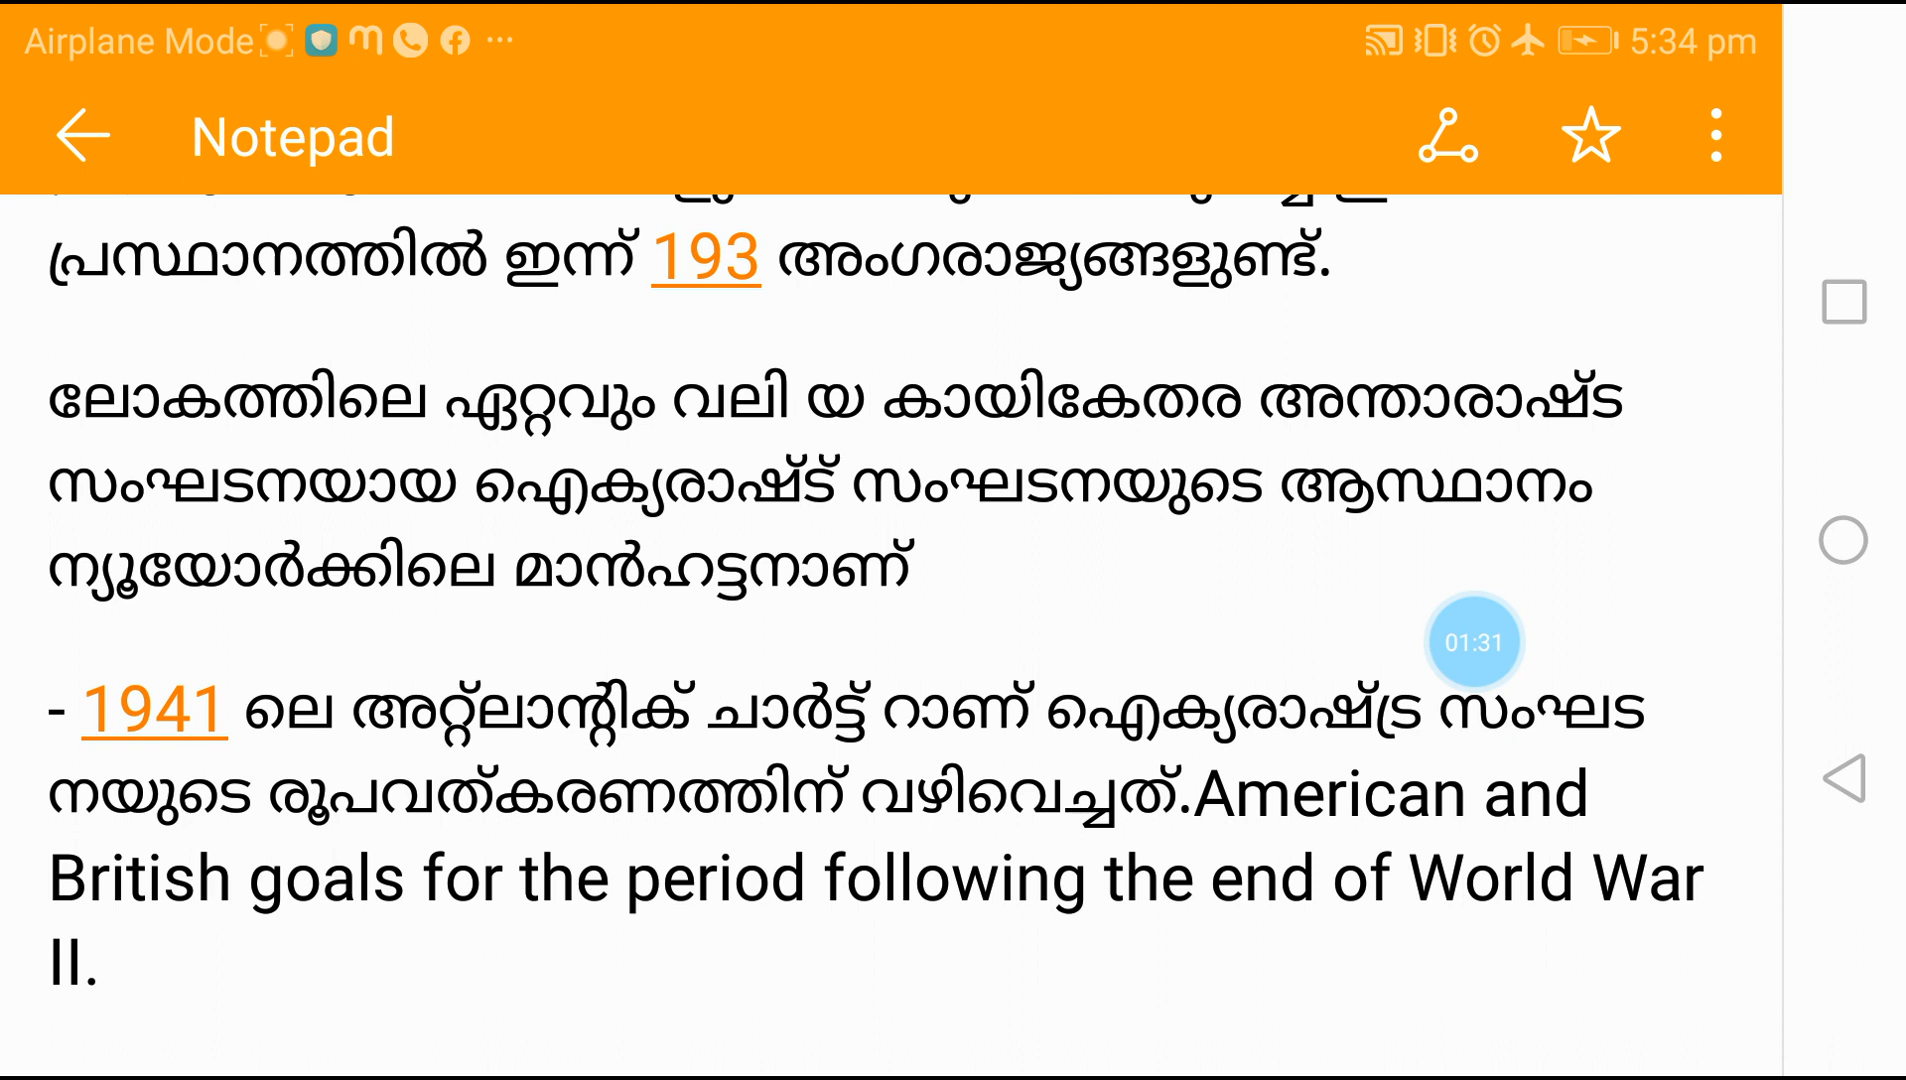 Airplane Mode ... 5:34 pm
Notepad
പ്രസ്ഥാനത്തിൽ ഇന്ന് 193 അംഗരാജ്യങ്ങളുണ്ട്.
ലോകത്തിലെ ഏറ്റവും വലി യ കായികേതര അന്താരാഷ്ട
സംഘടനയായ ഐക്യരാഷ്ട് സംഘടനയുടെ ആസ്ഥാനം
ന്യൂയോർക്കിലെ മാൻഹട്ടനാണ്
01:31
- 1941 ലെ അറ്റ്ലാന്റിക് ചാർട്ട് റാണ് ഐക്യരാഷ്ട്ര സംഘട
നയുടെ രൂപവത്കരണത്തിന് വഴിവെച്ചത്.American and
British goals for the period following the end of World War
II.